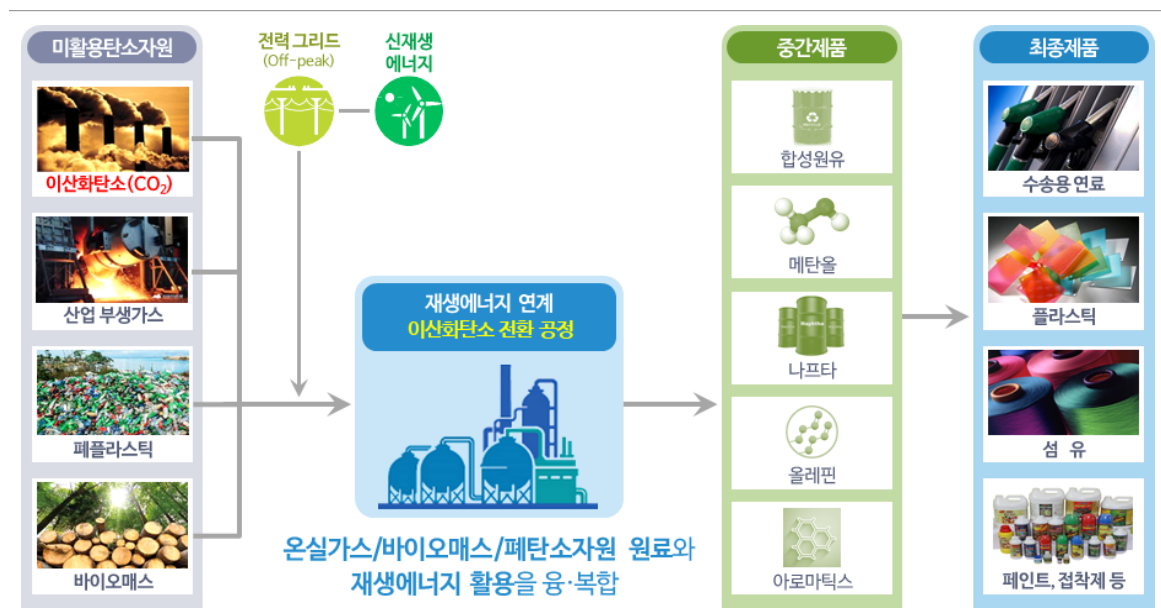 미활용탄소자원
이산화탄소(CO₂)
산업 부생가스
폐플라스틱
바이오매스
전력 그리드
(Off-peak)
신재생
에너지
재생에너지 연계
이산화탄소 전환 공정
온실가스/바이오매스/폐탄소자원 원료와
재생에너지 활용을 융·복합
중간제품
합성원유
메탄올
Naphtha
나프타
올레핀
아로마틱스
최종제품
수송용 연료
플라스틱
섬 유
페인트, 접착제 등